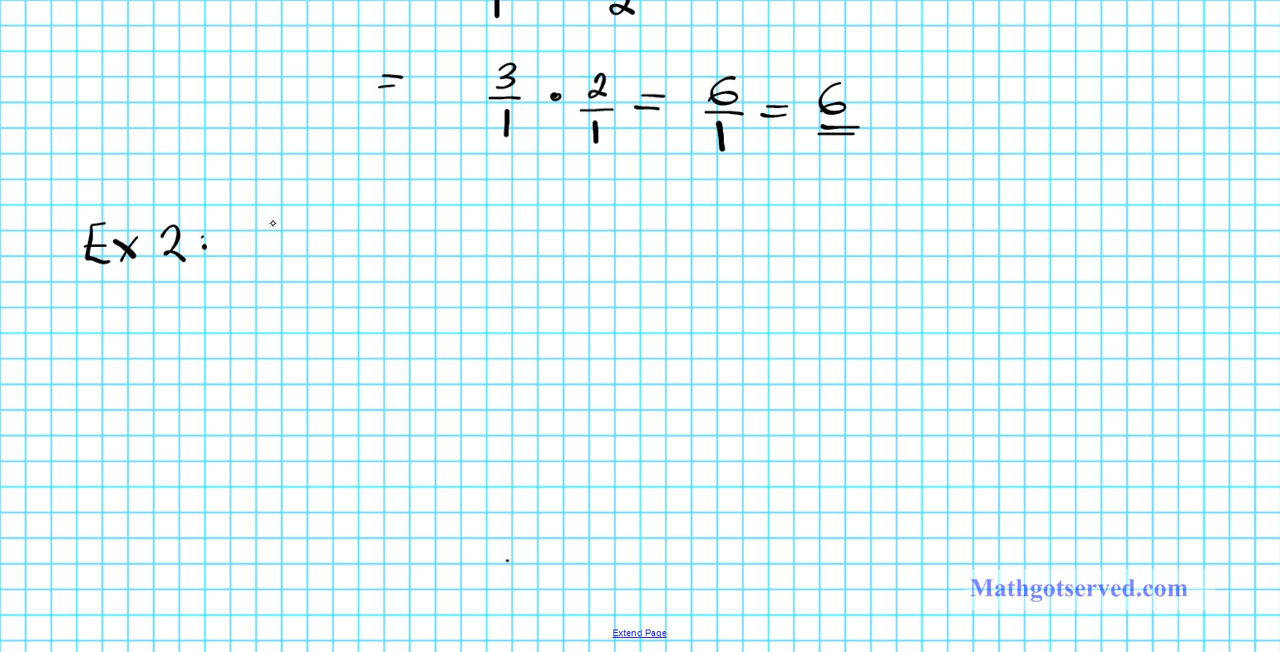 = 3/1 · 2/1 = 6/1 = 6
Ex 2:
Mathgotserved.com
Extend Page